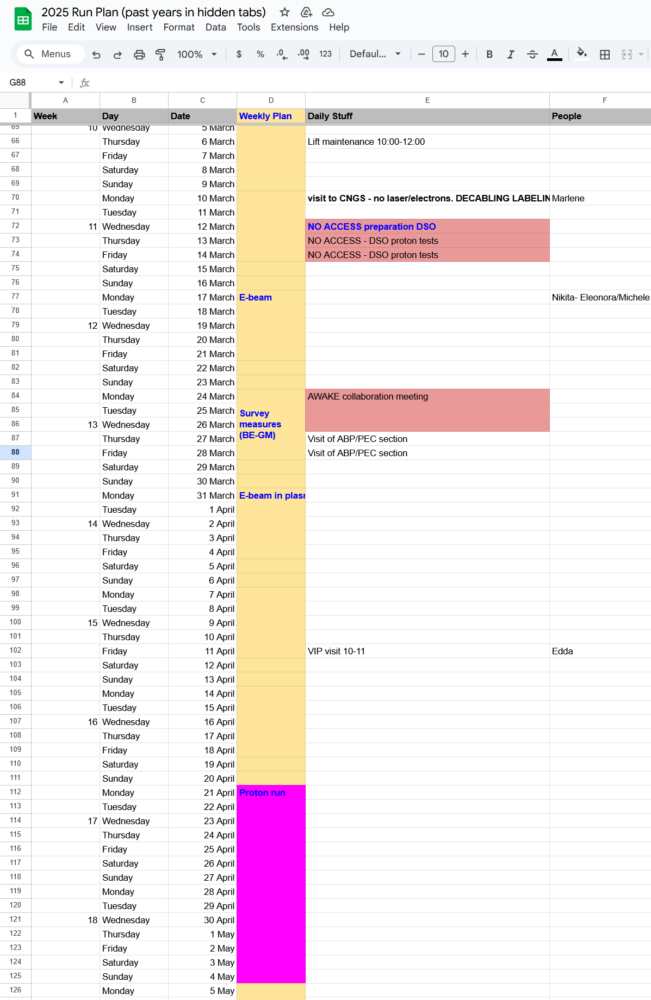 2025 Run Plan (past years in hidden tabs)
File Edit View Insert Format Data Tools Extensions Help
Menus 100% $ % .0 .00 123 Defaul... 10 B I S A
G88 fx
A B C D E F
1 Week Day Date Weekly Plan Daily Stuff People
65 10 Wednesday 5 March
66 Thursday 6 March Lift maintenance 10:00-12:00
67 Friday 7 March
68 Saturday 8 March
69 Sunday 9 March
70 Monday 10 March visit to CNGS - no laser/electrons. DECABLING LABELIN Marlene
71 Tuesday 11 March
72 11 Wednesday 12 March NO ACCESS preparation DSO
73 Thursday 13 March NO ACCESS - DSO proton tests
74 Friday 14 March NO ACCESS - DSO proton tests
75 Saturday 15 March
76 Sunday 16 March
77 Monday 17 March E-beam Nikita- Eleonora/Michele
78 Tuesday 18 March
79 12 Wednesday 19 March
80 Thursday 20 March
81 Friday 21 March
82 Saturday 22 March
83 Sunday 23 March
84 Monday 24 March AWAKE collaboration meeting
85 Tuesday 25 March Survey
86 13 Wednesday 26 March measures
87 Thursday 27 March (BE-GM) Visit of ABP/PEC section
88 Friday 28 March Visit of ABP/PEC section
89 Saturday 29 March
90 Sunday 30 March
91 Monday 31 March E-beam in plasr
92 Tuesday 1 April
93 14 Wednesday 2 April
94 Thursday 3 April
95 Friday 4 April
96 Saturday 5 April
97 Sunday 6 April
98 Monday 7 April
99 Tuesday 8 April
100 15 Wednesday 9 April
101 Thursday 10 April
102 Friday 11 April VIP visit 10-11 Edda
103 Saturday 12 April
104 Sunday 13 April
105 Monday 14 April
106 Tuesday 15 April
107 16 Wednesday 16 April
108 Thursday 17 April
109 Friday 18 April
110 Saturday 19 April
111 Sunday 20 April
112 Monday 21 April Proton run
113 Tuesday 22 April
114 17 Wednesday 23 April
115 Thursday 24 April
116 Friday 25 April
117 Saturday 26 April
118 Sunday 27 April
119 Monday 28 April
120 Tuesday 29 April
121 18 Wednesday 30 April
122 Thursday 1 May
123 Friday 2 May
124 Saturday 3 May
125 Sunday 4 May
126 Monday 5 May